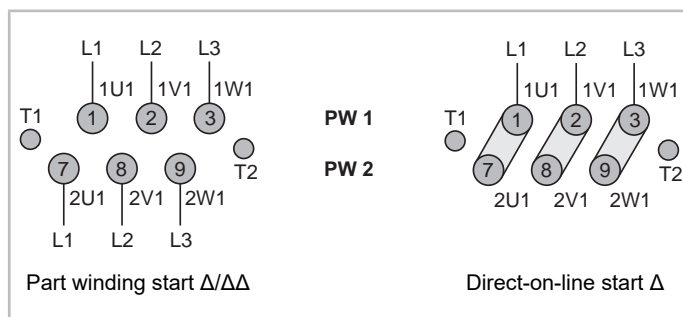 L1 L2 L3
1U1 1V1 1W1
T1 1 2 3
7 8 9 T2
2U1 2V1 2W1
L1 L2 L3
Part winding start Δ/ΔΔ
PW 1
PW 2
L1 L2 L3
1U1 1V1 1W1
T1 1 2 3
7 8 9 T2
2U1 2V1 2W1
Direct-on-line start Δ